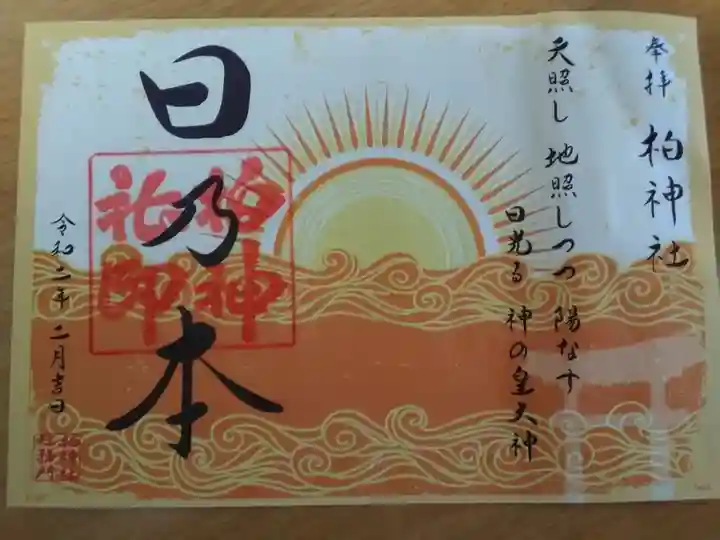 奉拝 柏神社
天照し 地照しつつ 陽なす
日光る 神の皇大神
日乃本
柏神社印
令和二年 二月吉日